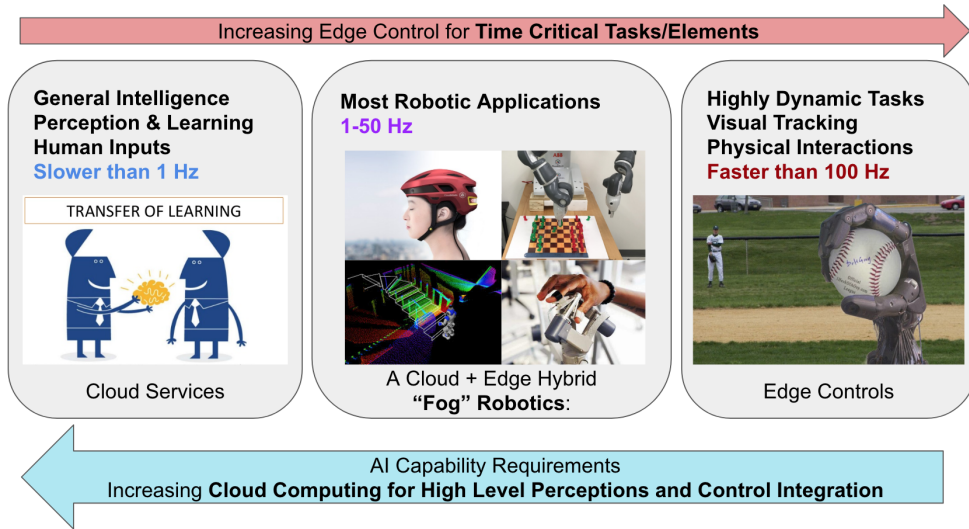 Increasing Edge Control for Time Critical Tasks/Elements
General Intelligence
Perception & Learning
Human Inputs
Slower than 1 Hz
TRANSFER OF LEARNING
Cloud Services
Most Robotic Applications
1-50 Hz
A Cloud + Edge Hybrid
“Fog” Robotics:
Highly Dynamic Tasks
Visual Tracking
Physical Interactions
Faster than 100 Hz
Edge Controls
AI Capability Requirements
Increasing Cloud Computing for High Level Perceptions and Control Integration